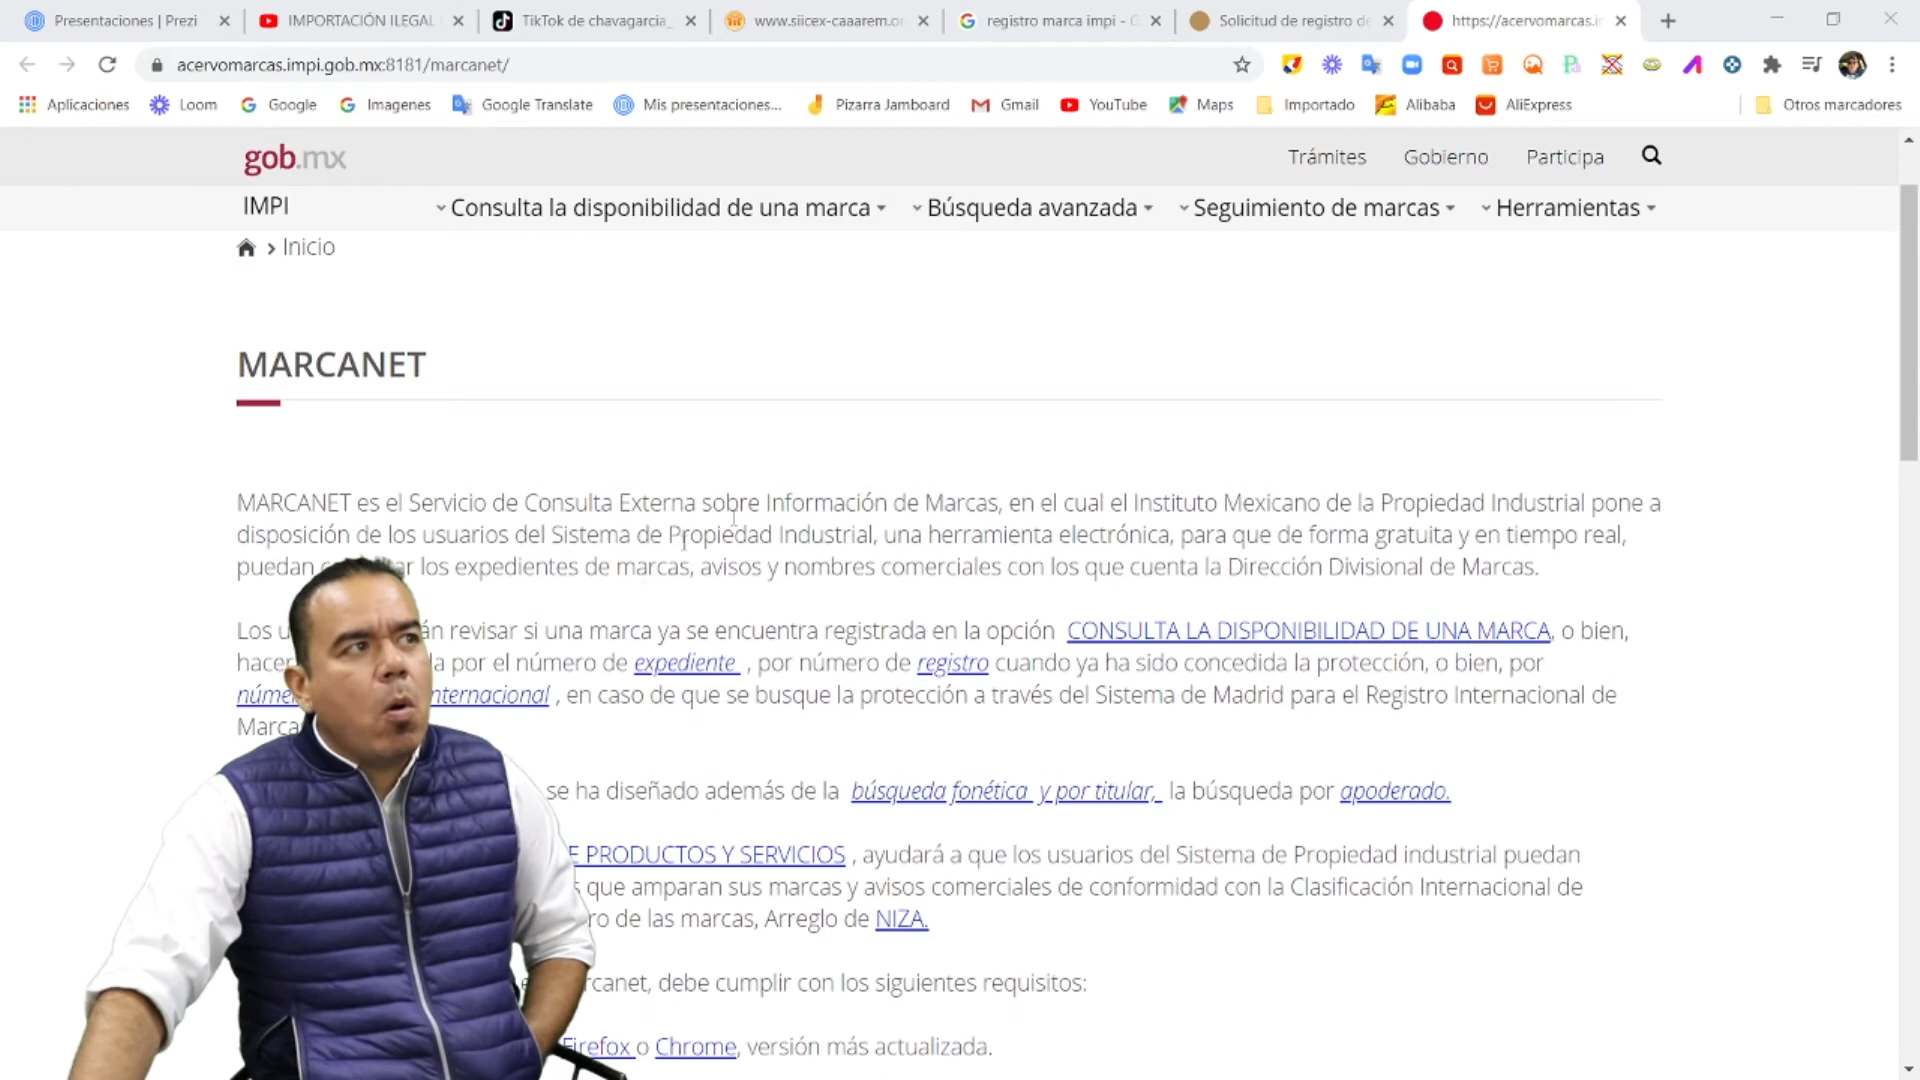 Presentaciones | Prezi
IMPORTACIÓN ILEGAL
TikTok de chavagarcia_
www.siicex-caaarem.or
registro marca impi - G
Solicitud de registro de
https://acervomarcas.i
acervomarcas.impi.gob.mx:8181/marcanet/
Aplicaciones
Loom
Google
Imagenes
Google Translate
Mis presentaciones...
Pizarra Jamboard
Gmail
YouTube
Maps
Importado
Alibaba
AliExpress
Otros marcadores
gob.mx
Trámites
Gobierno
Participa
IMPI
Consulta la disponibilidad de una marca
Búsqueda avanzada
Seguimiento de marcas
Herramientas
> Inicio
MARCANET
MARCANET es el Servicio de Consulta Externa sobre Información de Marcas, en el cual el Instituto Mexicano de la Propiedad Industrial pone a
disposición de los usuarios del Sistema de Propiedad Industrial, una herramienta electrónica, para que de forma gratuita y en tiempo real,
puedan los expedientes de marcas, avisos y nombres comerciales con los que cuenta la Dirección Divisional de Marcas.
Los revisar si una marca ya se encuentra registrada en la opción CONSULTA LA DISPONIBILIDAD DE UNA MARCA, o bien,
hacer por el número de expediente , por número de registro cuando ya ha sido concedida la protección, o bien, por
internacional , en caso de que se busque la protección a través del Sistema de Madrid para el Registro Internacional de
Marca
se ha diseñado además de la búsqueda fonética y por titular, la búsqueda por apoderado.
E PRODUCTOS Y SERVICIOS , ayudará a que los usuarios del Sistema de Propiedad industrial puedan
que amparan sus marcas y avisos comerciales de conformidad con la Clasificación Internacional de
ro de las marcas, Arreglo de NIZA.
rcanet, debe cumplir con los siguientes requisitos:
Firefox o Chrome, versión más actualizada.